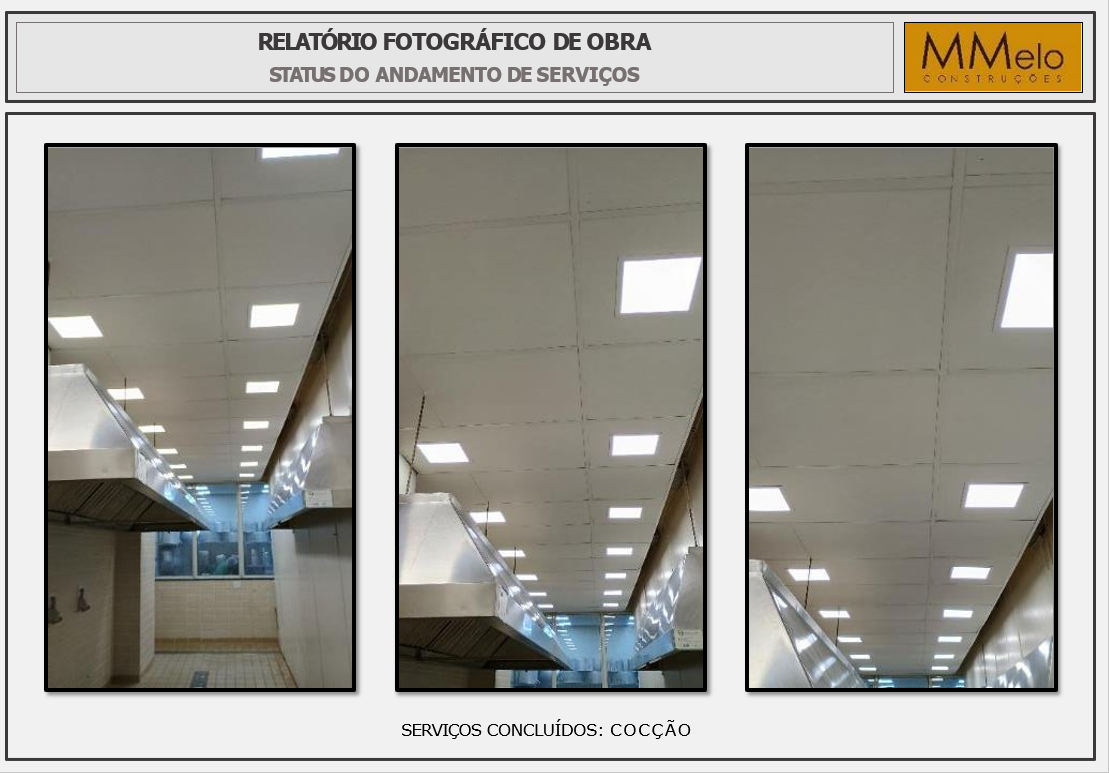 RELATÓRIO FOTOGRÁFICO DE OBRA
STATUS DO ANDAMENTO DE SERVIÇOS
MMelo
CONSTRUÇÕES
SERVIÇOS CONCLUÍDOS: COCÇÃO